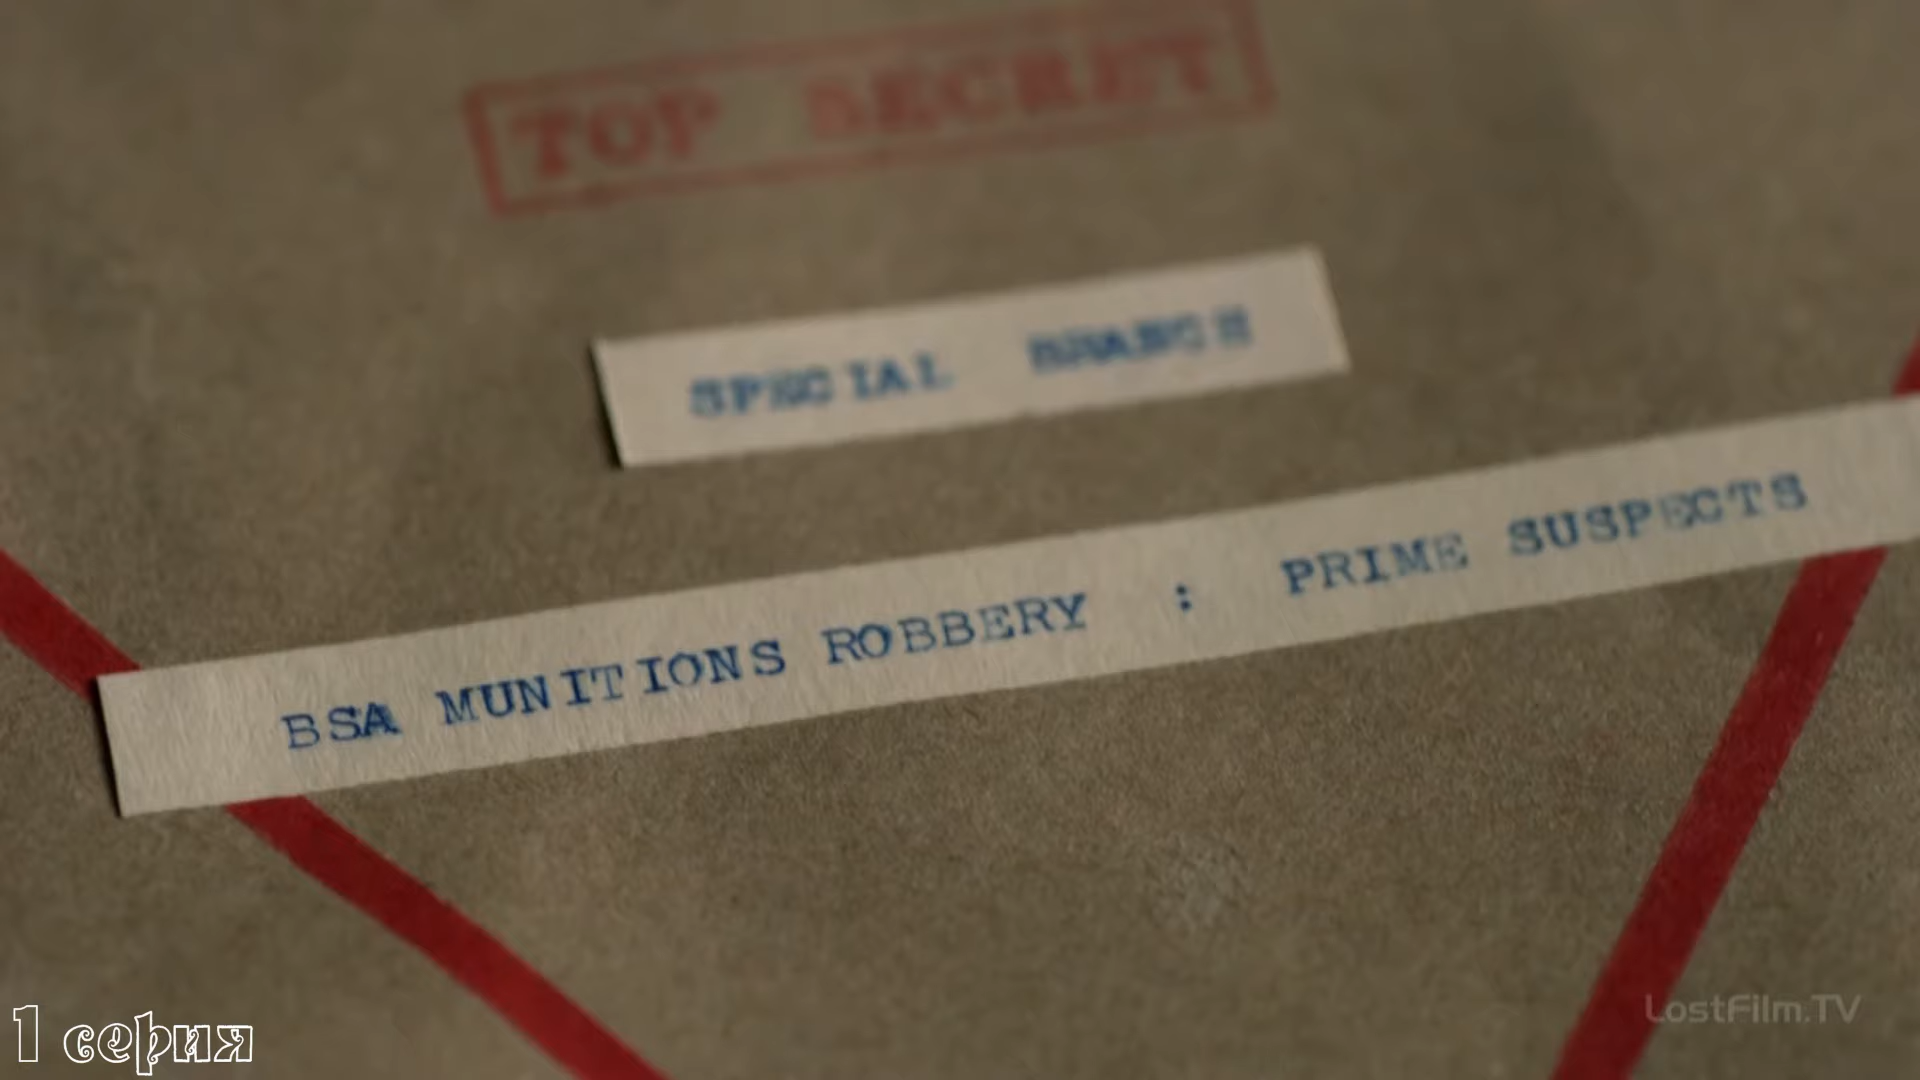 TOP SECRET
SPECIAL BRANCH
BSA MUNITIONS ROBBERY : PRIME SUSPECTS
LostFilm.TV
1 серия